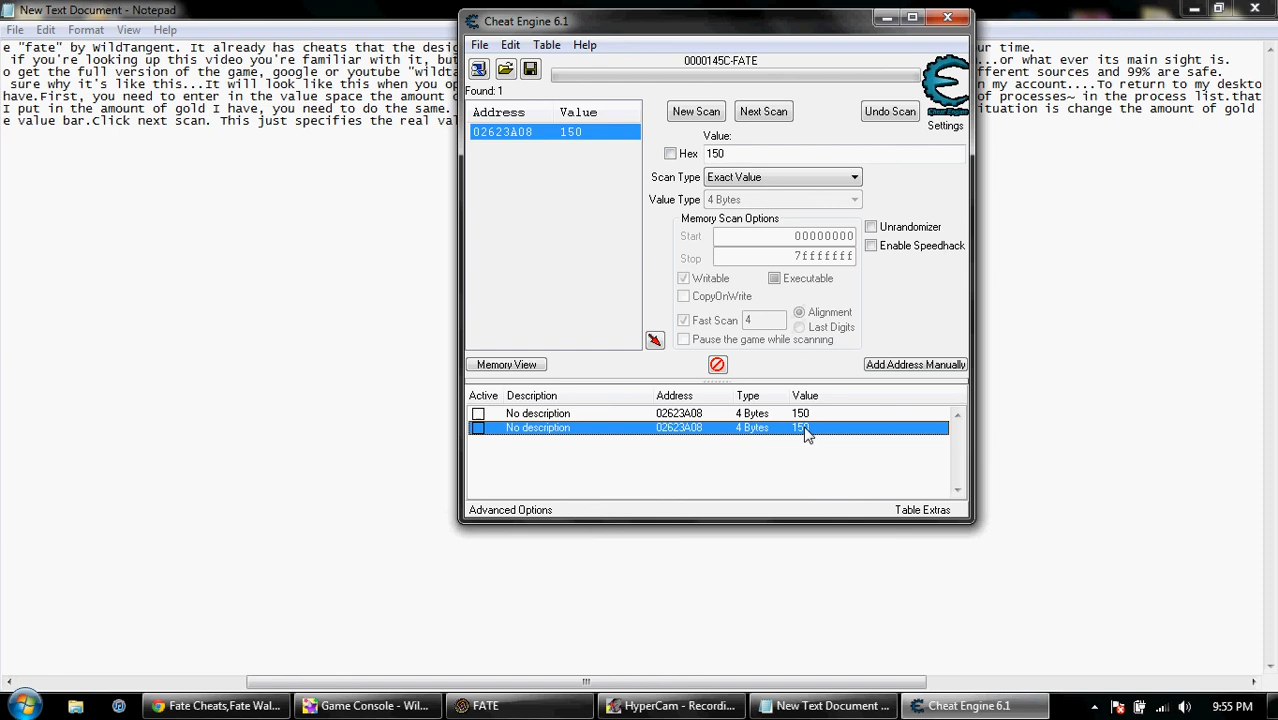 New Text Document - Notepad
File Edit Format View Help
e "fate" by WildTangent. It already has cheats that the desig
our time.
if you're looking up this video you're familiar with it, but
...or what ever its main sight is.
o get the full version of the game, google or youtube "wildta
fferent sources and 99% are safe.
sure why it's like this...It will look like this when you op
n my account....To return to my deskto
have.First, you need to enter in the value space the amount o
of processes~ in the process list.that
I put in the amount of gold I have, you need to do the same.
ituation is change the amount of gold
e value bar.Click next scan. This just specifies the real val
Cheat Engine 6.1
File Edit Table Help
0000145C-FATE
Found: 1
Address Value
02623A08 150
New Scan Next Scan Undo Scan
Settings
Value:
Hex 150
Scan Type Exact Value
Value Type 4 Bytes
Memory Scan Options
Start 00000000
Stop 7fffffff
Unrandomizer
Enable Speedhack
Writable Executable
CopyOnWrite
Fast Scan 4 Alignment
Last Digits
Pause the game while scanning
Memory View Add Address Manually
Active Description Address Type Value
No description 02623A08 4 Bytes 150
No description 02623A08 4 Bytes 150
Advanced Options Table Extras
Fate Cheats,Fate Wal... Game Console - Wil... FATE HyperCam - Recordi... New Text Document ... Cheat Engine 6.1 9:55 PM